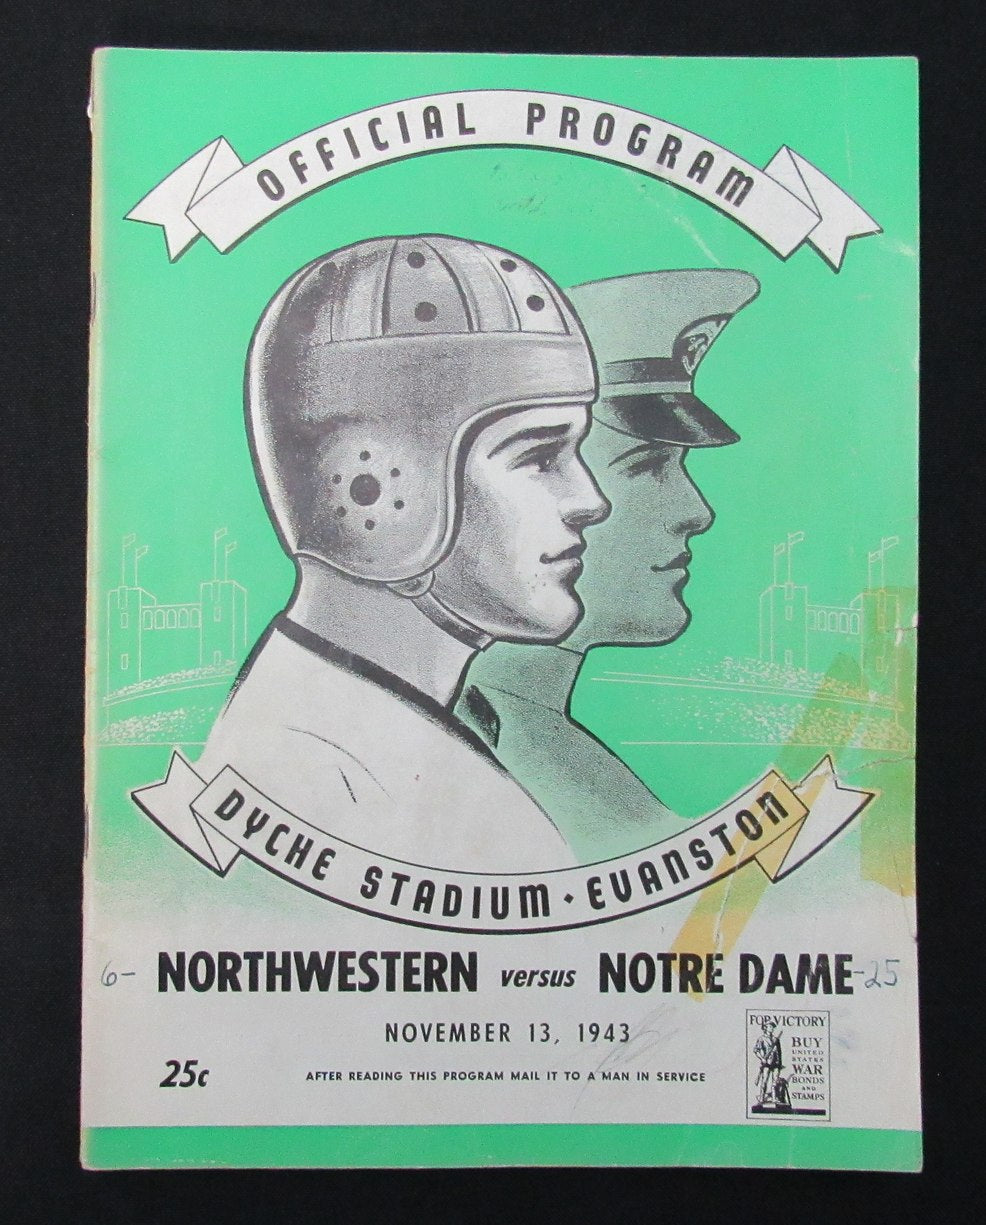 OFFICIAL PROGRAM
DYCHE STADIUM · EVANSTON
6- NORTHWESTERN versus NOTRE DAME -25
NOVEMBER 13, 1943
25c
AFTER READING THIS PROGRAM MAIL IT TO A MAN IN SERVICE
FOR VICTORY
BUY
UNITED
STATES
WAR
BONDS
AND
STAMPS